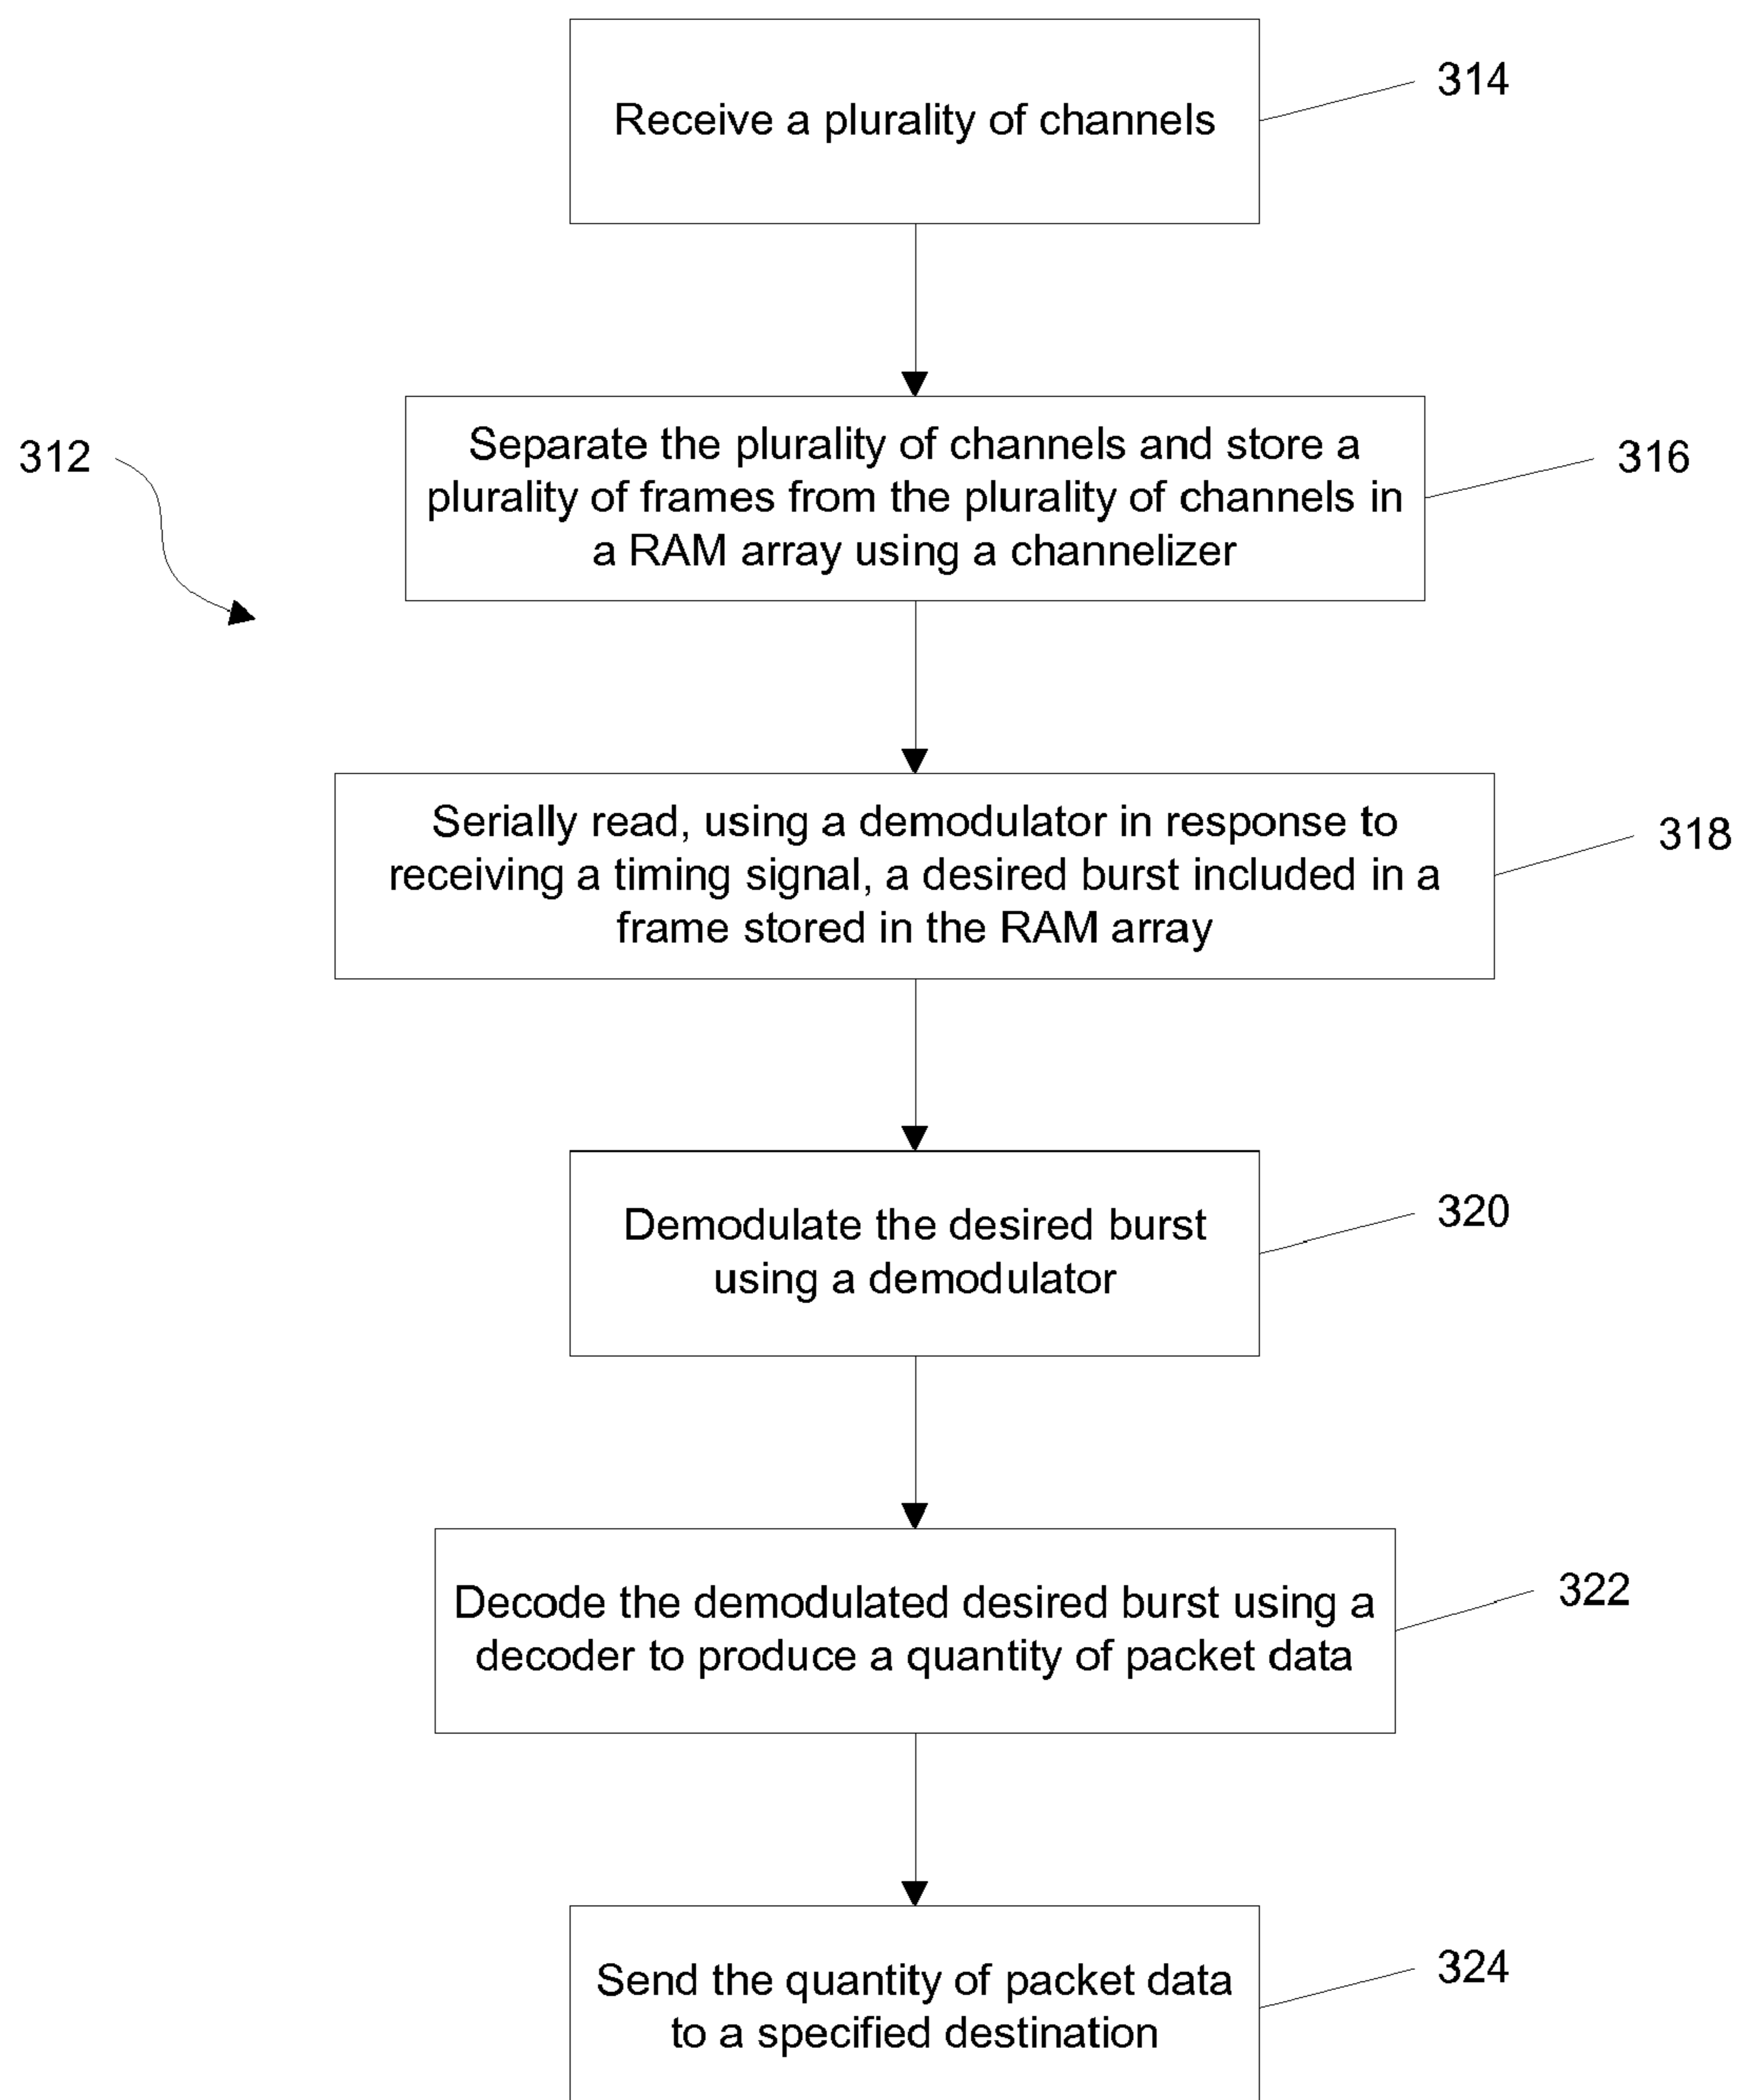 Receive a plurality of channels
314
312
Separate the plurality of channels and store a
plurality of frames from the plurality of channels in
a RAM array using a channelizer
316
Serially read, using a demodulator in response to
receiving a timing signal, a desired burst included in a
frame stored in the RAM array
318
Demodulate the desired burst
using a demodulator
320
Decode the demodulated desired burst using a
decoder to produce a quantity of packet data
322
Send the quantity of packet data
to a specified destination
324